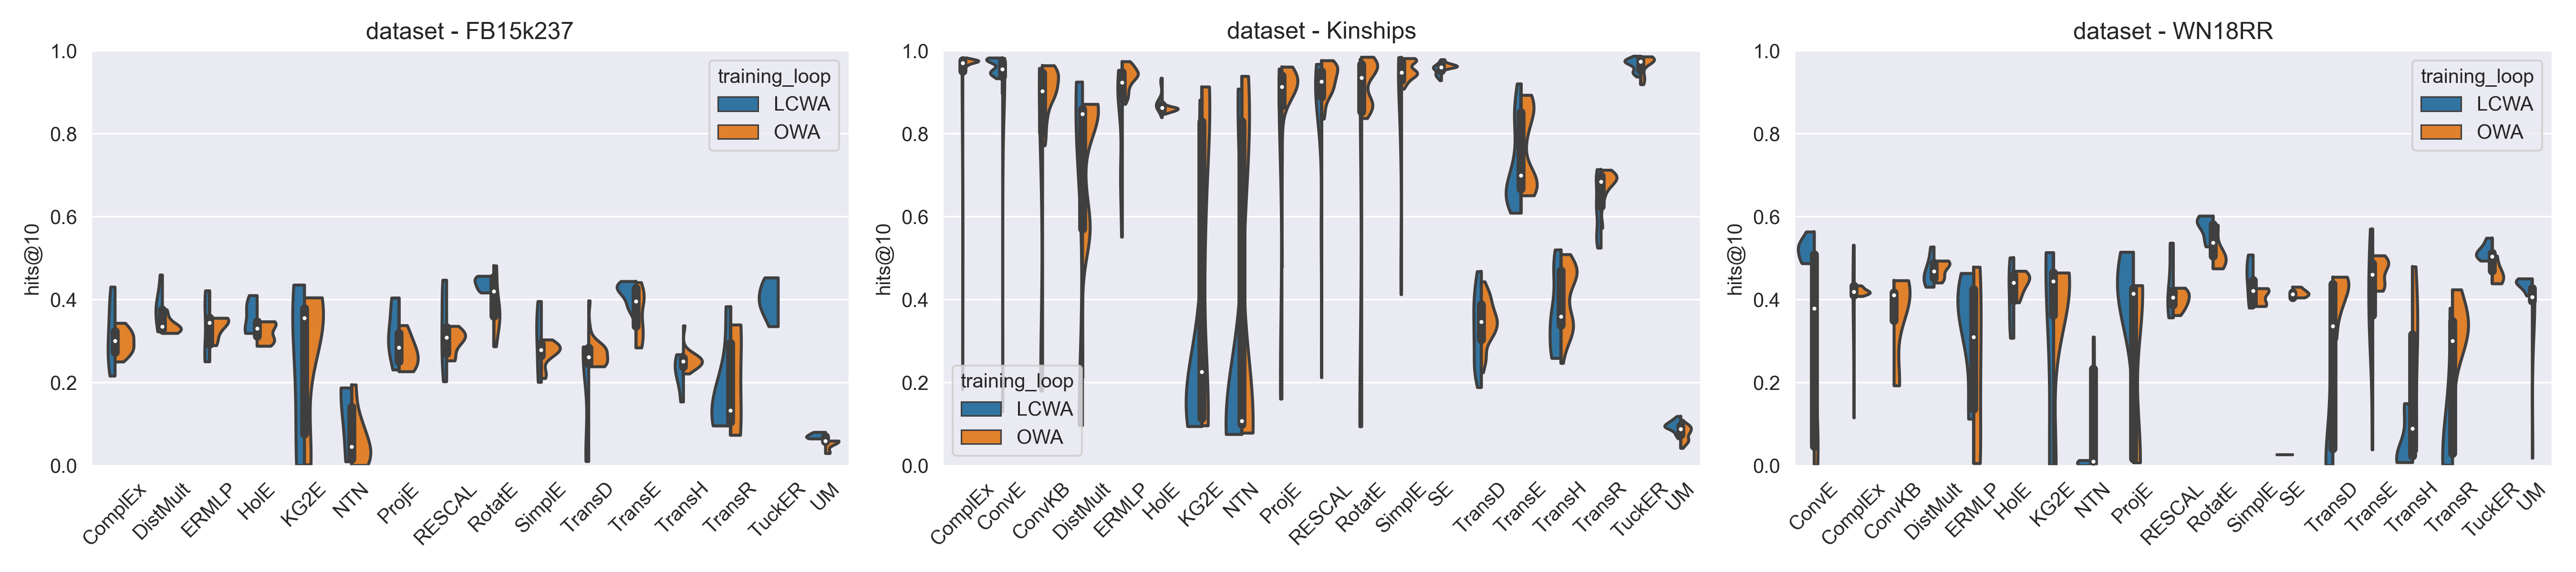 dataset - FB15k237
1.0
0.8
0.6
0.4
0.2
0.0
hits@10
training_loop
LCWA
OWA
ComplEx
DistMult
ERMLP
HolE
KG2E
NTN
ProjE
RESCAL
RotatE
SimplE
TransD
TransE
TransH
TransR
TuckER
UM
dataset - Kinships
1.0
0.8
0.6
0.4
0.2
0.0
hits@10
training_loop
LCWA
OWA
ComplEx
ConvE
ConvKB
DistMult
ERMLP
HolE
KG2E
NTN
ProjE
RESCAL
RotatE
SimplE
SE
TransD
TransE
TransH
TransR
TuckER
UM
dataset - WN18RR
1.0
0.8
0.6
0.4
0.2
0.0
hits@10
training_loop
LCWA
OWA
ConvE
ComplEx
ConvKB
DistMult
ERMLP
HolE
KG2E
NTN
ProjE
RESCAL
RotatE
SimplE
SE
TransD
TransE
TransH
TransR
TuckER
UM